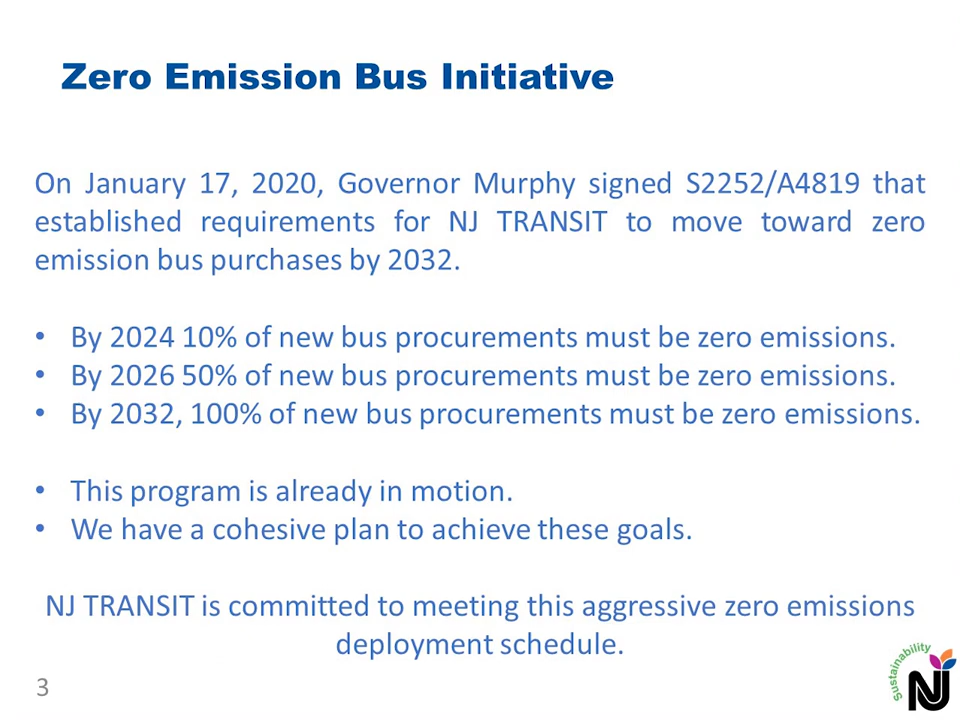 Zero Emission Bus Initiative
On January 17, 2020, Governor Murphy signed S2252/A4819 that
established requirements for NJ TRANSIT to move toward zero
emission bus purchases by 2032.
• By 2024 10% of new bus procurements must be zero emissions.
• By 2026 50% of new bus procurements must be zero emissions.
• By 2032, 100% of new bus procurements must be zero emissions.
• This program is already in motion.
• We have a cohesive plan to achieve these goals.
NJ TRANSIT is committed to meeting this aggressive zero emissions
deployment schedule.
Sustainability
NJ
3